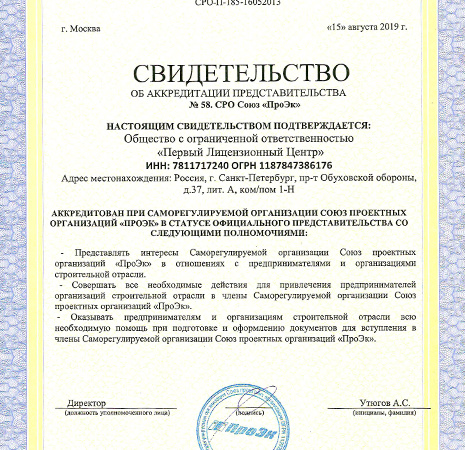 СРО-П-185-16052013
г. Москва «15» августа 2019 г.
СВИДЕТЕЛЬСТВО
ОБ АККРЕДИТАЦИИ ПРЕДСТАВИТЕЛЬСТВА
№ 58. СРО Союз «ПроЭк»
НАСТОЯЩИМ СВИДЕТЕЛЬСТВОМ ПОДТВЕРЖДАЕТСЯ:
Общество с ограниченной ответственностью
«Первый Лицензионный Центр»
ИНН: 7811717240 ОГРН 1187847386176
Адрес местонахождения: Россия, г. Санкт-Петербург, пр-т Обуховской обороны,
д.37, лит. А, ком/пом 1-Н
АККРЕДИТОВАН ПРИ САМОРЕГУЛИРУЕМОЙ ОРГАНИЗАЦИИ СОЮЗ ПРОЕКТНЫХ
ОРГАНИЗАЦИЙ «ПРОЭК» В СТАТУСЕ ОФИЦИАЛЬНОГО ПРЕДСТАВИТЕЛЬСТВА СО
СЛЕДУЮЩИМИ ПОЛНОМОЧИЯМИ:
- Представлять интересы Саморегулируемой организации Союз проектных
организаций «ПроЭк» в отношениях с предпринимателями и организациями
строительной отрасли.
- Совершать все необходимые действия для привлечения предпринимателей
организаций строительной отрасли в члены Саморегулируемой организации Союз
проектных организаций «ПроЭк».
- Оказывать предпринимателям и организациям строительной отрасли всю
необходимую помощь при подготовке и оформлению документов для вступления в
члены Саморегулируемой организации Союз проектных организаций «ПроЭк».
Директор Утюгов А.С.
(должность уполномоченного лица) (подпись) (инициалы, фамилия)
ПроЭк